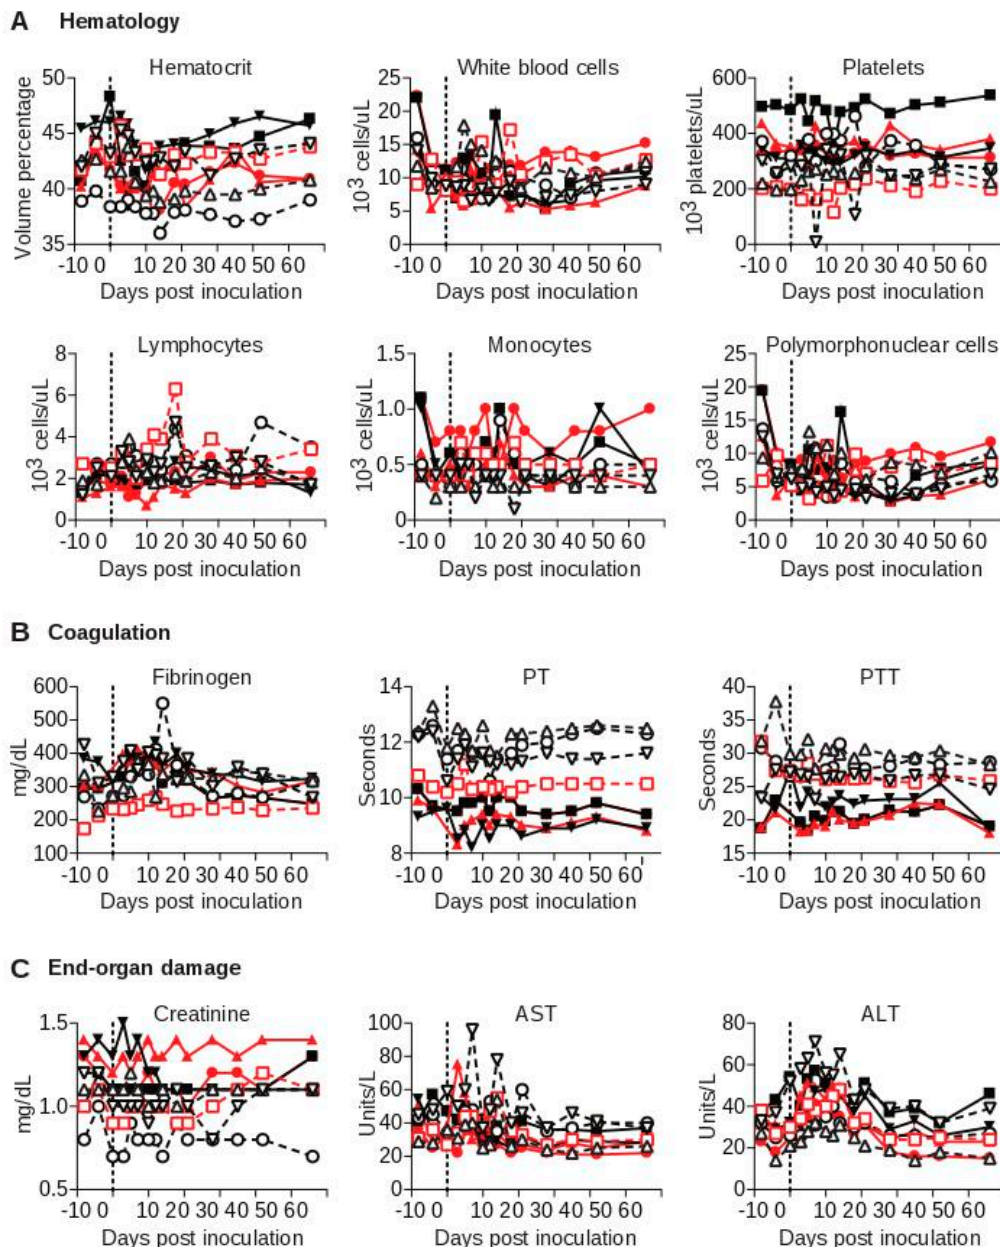 A Hematology
Hematocrit
Volume percentage
50
45
40
35
-10 0 10 20 30 40 50 60
Days post inoculation
White blood cells
10³ cells/uL
25
20
15
10
5
0
-10 0 10 20 30 40 50 60
Days post inoculation
Platelets
10³ platelets/uL
600
400
200
0
-10 0 10 20 30 40 50 60
Days post inoculation
Lymphocytes
10³ cells/uL
8
6
4
2
0
-10 0 10 20 30 40 50 60
Days post inoculation
Monocytes
10³ cells/uL
1.5
1.0
0.5
0
-10 0 10 20 30 40 50 60
Days post inoculation
Polymorphonuclear cells
10³ cells/uL
25
20
15
10
5
0
-10 0 10 20 30 40 50 60
Days post inoculation
B Coagulation
Fibrinogen
mg/dL
600
500
400
300
200
100
-10 0 10 20 30 40 50 60
Days post inoculation
PT
Seconds
14
12
10
8
-10 0 10 20 30 40 50 60
Days post inoculation
PTT
Seconds
40
35
30
25
20
15
-10 0 10 20 30 40 50 60
Days post inoculation
C End-organ damage
Creatinine
mg/dL
1.5
1.0
0.5
-10 0 10 20 30 40 50 60
Days post inoculation
AST
Units/L
100
80
60
40
20
0
-10 0 10 20 30 40 50 60
Days post inoculation
ALT
Units/L
80
60
40
20
0
-10 0 10 20 30 40 50 60
Days post inoculation